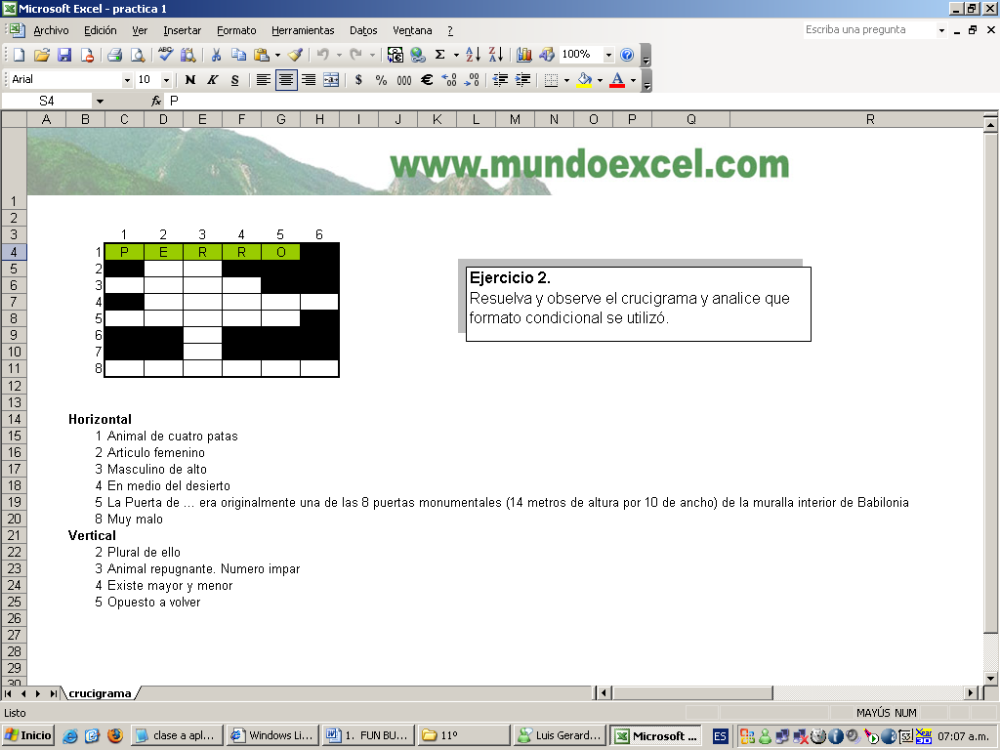 Microsoft Excel - practica 1
Archivo Edición Ver Insertar Formato Herramientas Datos Ventana ? Escriba una pregunta
Σ 100%
Arial 10 N K S $ % 000 €
S4 fx P
A B C D E F G H I J K L M N O P Q R
www.mundoexcel.com
1
2
3 1 2 3 4 5 6
4 1 P E R R O
5 2
6 3
7 4
8 5
9 6
10 7
11 8
Ejercicio 2.
Resuelva y observe el crucigrama y analice que
formato condicional se utilizó.
12
13
14 Horizontal
15 1 Animal de cuatro patas
16 2 Articulo femenino
17 3 Masculino de alto
18 4 En medio del desierto
19 5 La Puerta de ... era originalmente una de las 8 puertas monumentales (14 metros de altura por 10 de ancho) de la muralla interior de Babilonia
20 8 Muy malo
21 Vertical
22 2 Plural de ello
23 3 Animal repugnante. Numero impar
24 4 Existe mayor y menor
25 5 Opuesto a volver
26
27
28
29
30
crucigrama
Listo MAYÚS NUM
Inicio clase a apl... Windows Li... 1. FUN BU... 11º Luis Gerard... Microsoft ... ES 07:07 a.m.